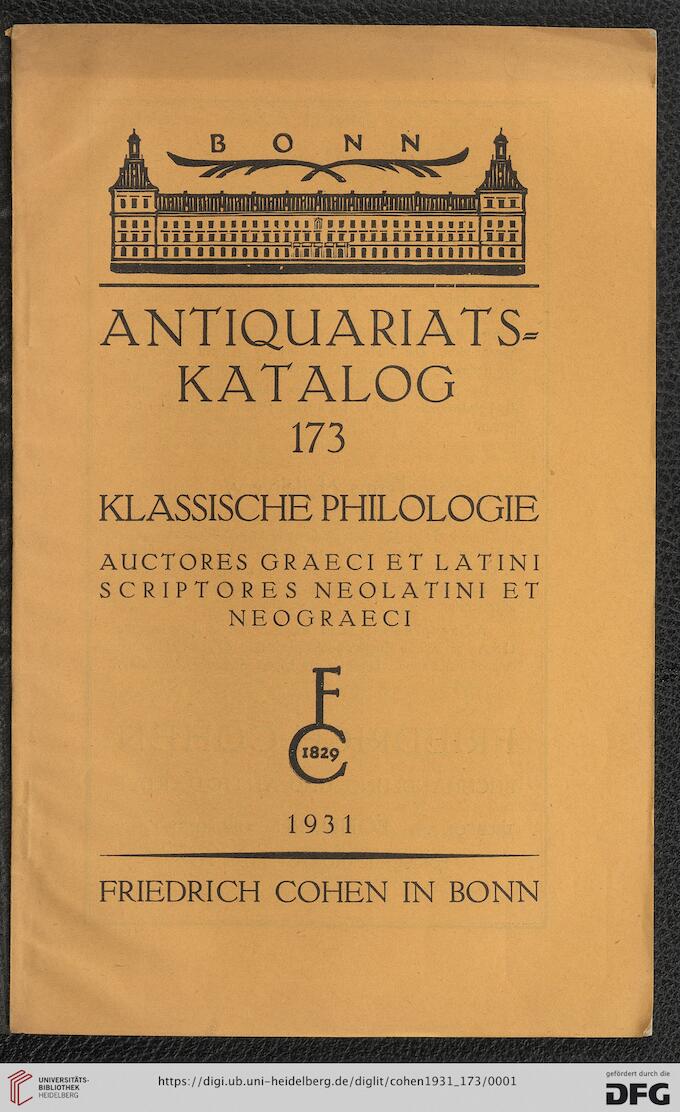 BONN
ANTIQUARIATS=
KATALOG
173
KLASSISCHE PHILOLOGIE
AUCTORES GRAECI ET LATINI
SCRIPTORES NEOLATINI ET
NEOGRAECI
FC
1829
1931
FRIEDRICH COHEN IN BONN
UNIVERSITÄTS-
BIBLIOTHEK
HEIDELBERG
https://digi.ub.uni-heidelberg.de/diglit/cohen1931_173/0001
gefördert durch die
DFG